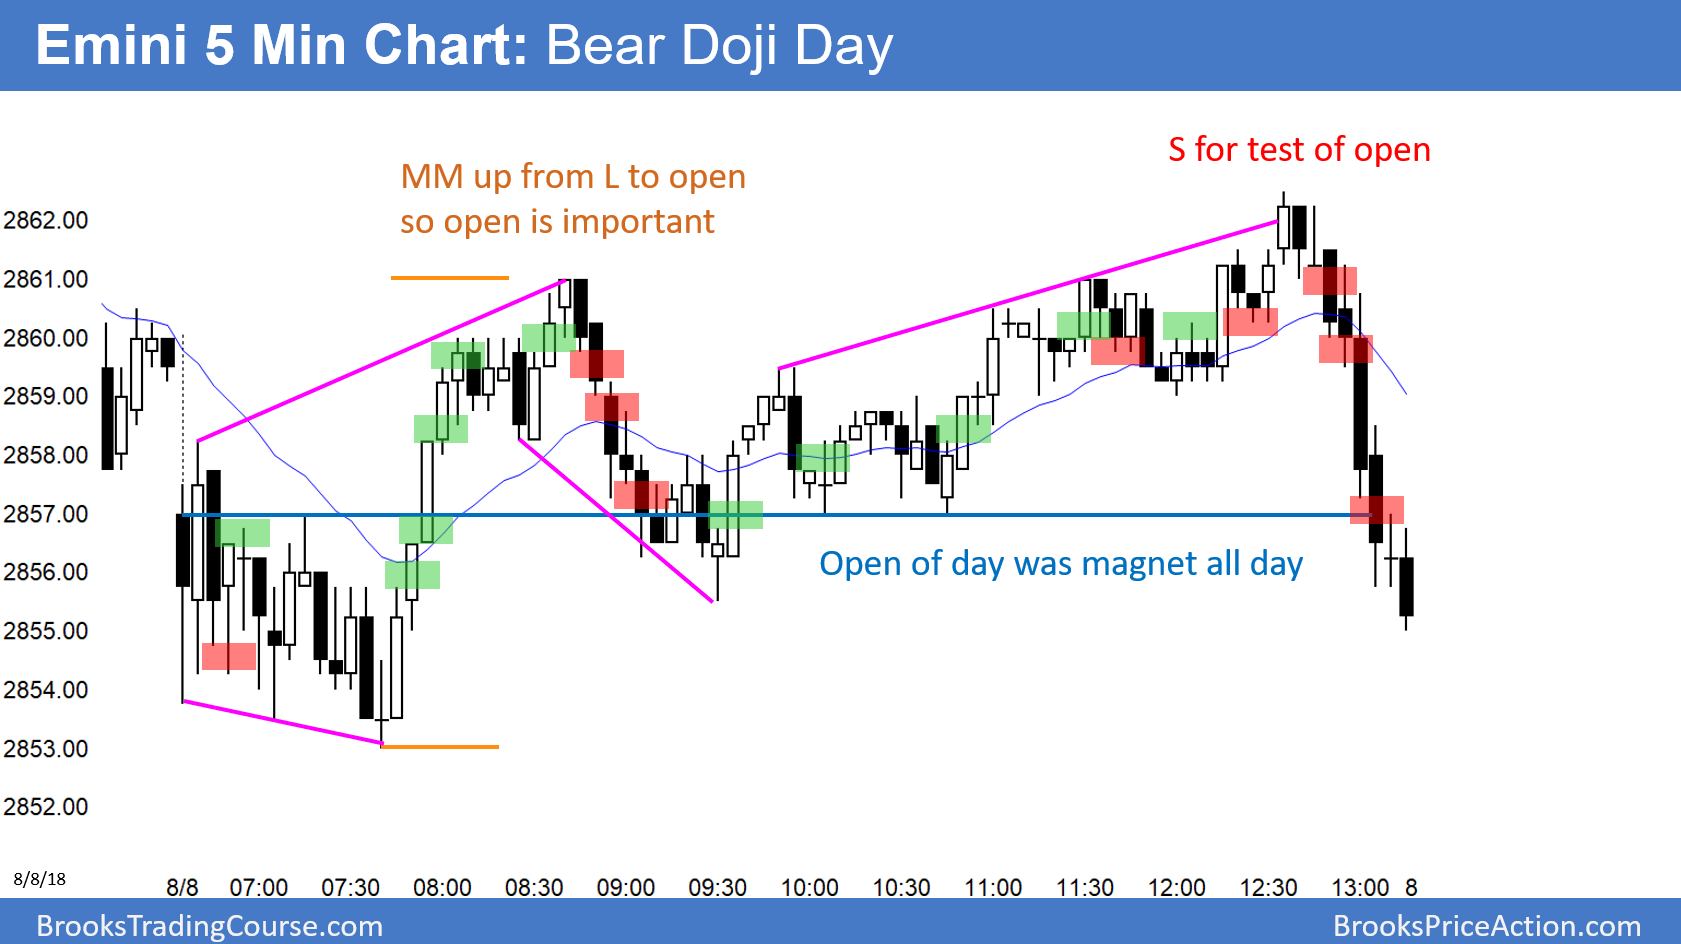 Emini 5 Min Chart: Bear Doji Day
S for test of open
MM up from L to open
so open is important
2862.00
2861.00
2860.00
2859.00
2858.00
2857.00
Open of day was magnet all day
2856.00
2855.00
2854.00
2853.00
2852.00
8/8/18
8/8 07:00 07:30 08:00 08:30 09:00 09:30 10:00 10:30 11:00 11:30 12:00 12:30 13:00 8
BrooksTradingCourse.com
BrooksPriceAction.com